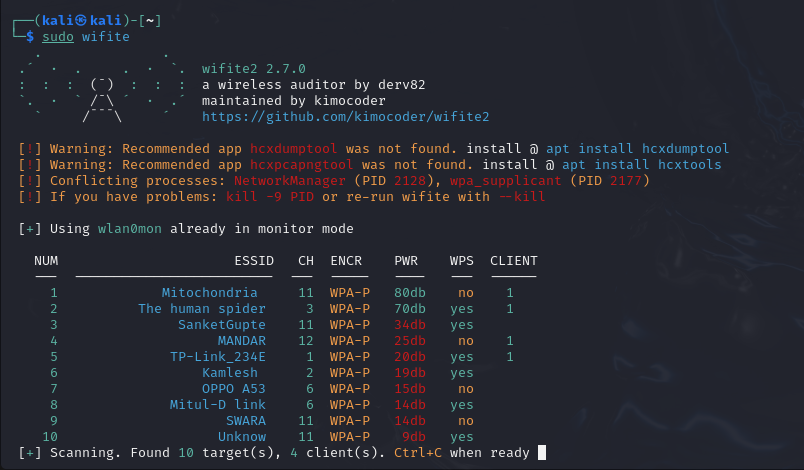 ┌──(kali㉿kali)-[~]
└─$ sudo wifite
wifite2 2.7.0
a wireless auditor by derv82
maintained by kimocoder
https://github.com/kimocoder/wifite2
[!] Warning: Recommended app hcxdumptool was not found. install @ apt install hcxdumptool
[!] Warning: Recommended app hcxpcapngtool was not found. install @ apt install hcxtools
[!] Conflicting processes: NetworkManager (PID 2128), wpa_supplicant (PID 2177)
[!] If you have problems: kill -9 PID or re-run wifite with --kill
[+] Using wlan0mon already in monitor mode
NUM ESSID CH ENCR PWR WPS CLIENT
1 Mitochondria 11 WPA-P 80db no 1
2 The human spider 3 WPA-P 70db yes 1
3 SanketGupte 11 WPA-P 34db yes
4 MANDAR 12 WPA-P 25db no 1
5 TP-Link_234E 1 WPA-P 20db yes 1
6 Kamlesh 2 WPA-P 19db yes
7 OPPO A53 6 WPA-P 15db no
8 Mitul-D link 6 WPA-P 14db yes
9 SWARA 11 WPA-P 14db no
10 Unknow 11 WPA-P 9db yes
[+] Scanning. Found 10 target(s), 4 client(s). Ctrl+C when ready